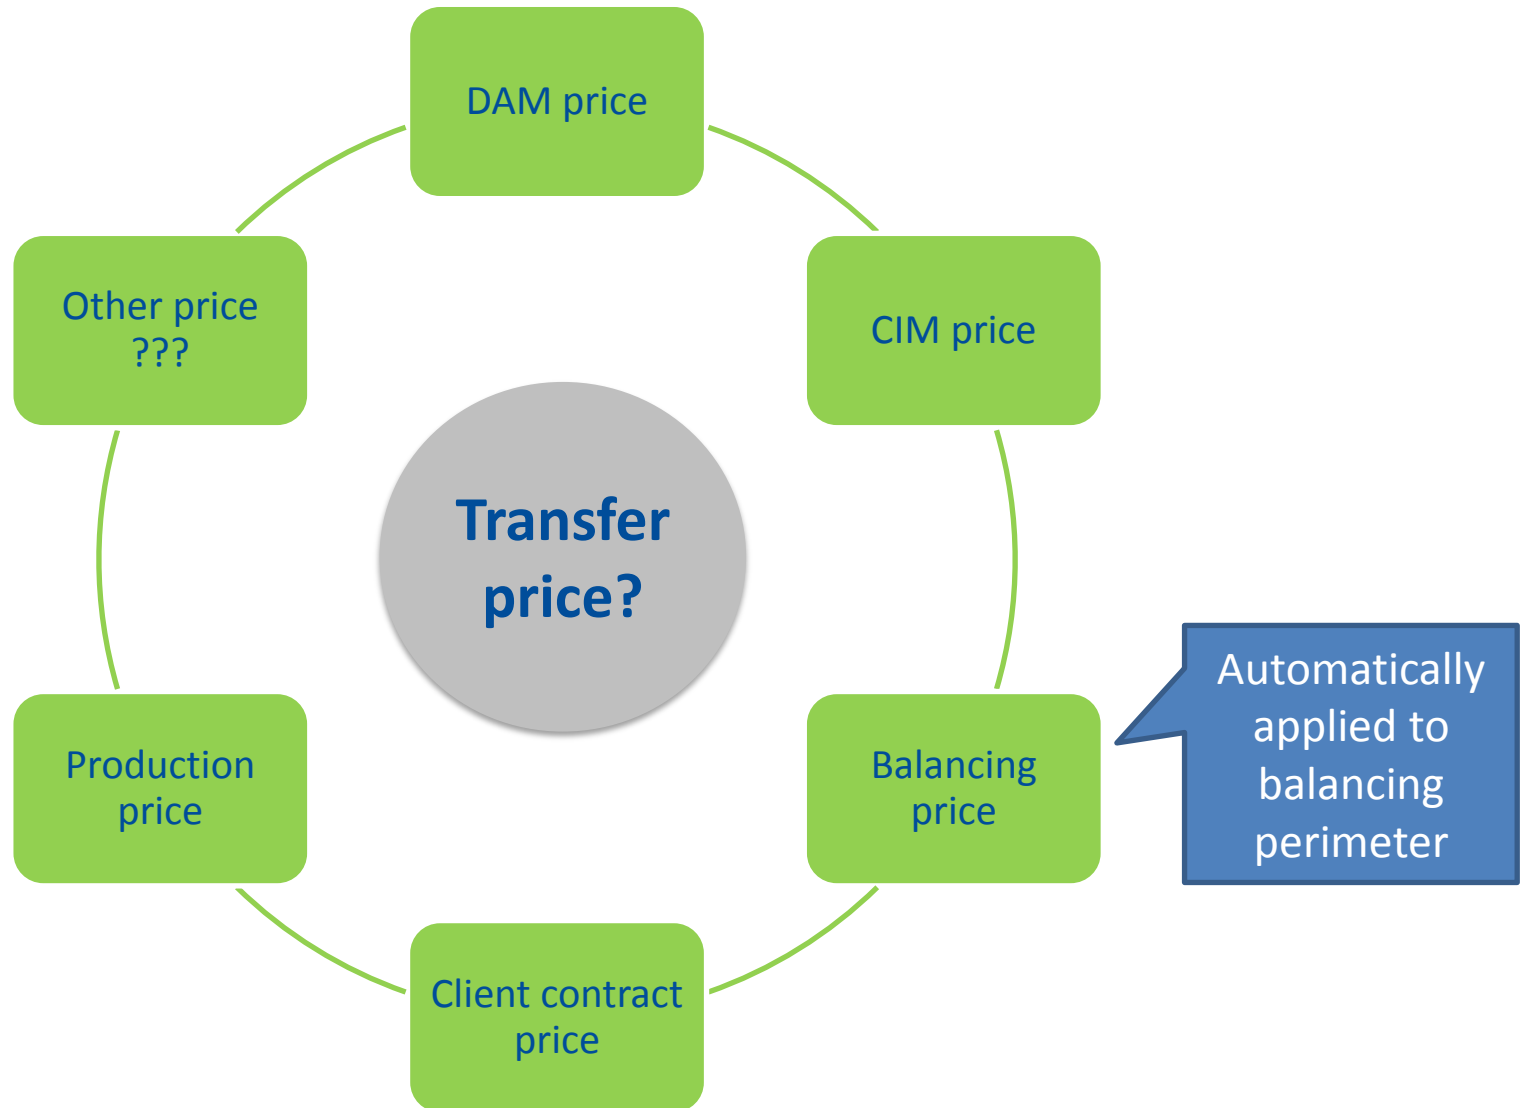 DAM price
CIM price
Balancing
price
Client contract
price
Production
price
Other price
???
Transfer
price?
Automatically
applied to
balancing
perimeter